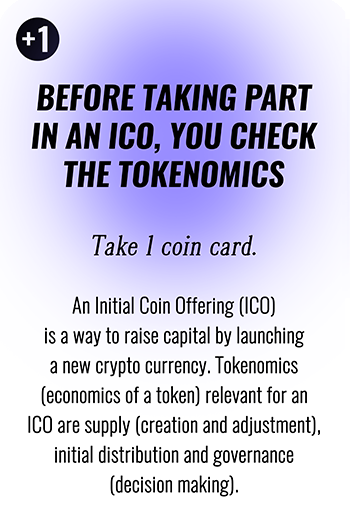 +1
BEFORE TAKING PART
IN AN ICO, YOU CHECK
THE TOKENOMICS
Take 1 coin card.
An Initial Coin Offering (ICO)
is a way to raise capital by launching
a new crypto currency. Tokenomics
(economics of a token) relevant for an
ICO are supply (creation and adjustment),
initial distribution and governance
(decision making).